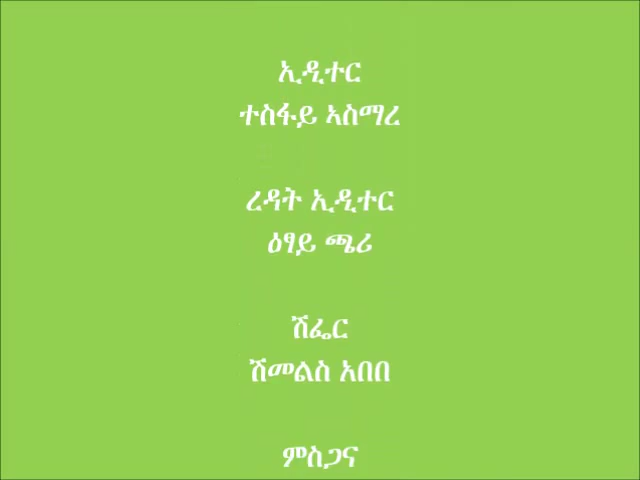 ኢዲተር
ተስፋይ ኣስማረ
ረዳት ኢዲተር
ዕፃይ ጫሪ
ሽፌር
ሽመልስ አበበ
ምስጋና